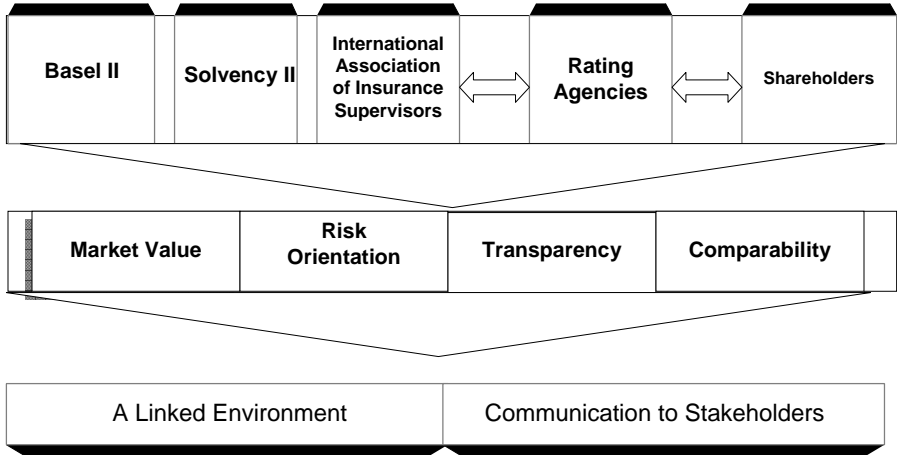 Basel II
Solvency II
International
Association
of Insurance
Supervisors
Rating
Agencies
Shareholders
Market Value
Risk
Orientation
Transparency
Comparability
A Linked Environment
Communication to Stakeholders